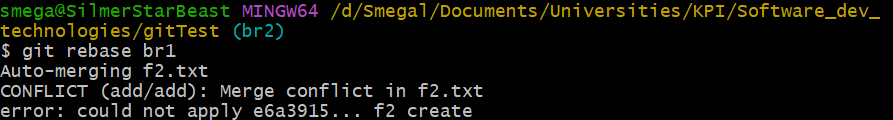 smega@SilmerStarBeast MINGW64 /d/Smegal/Documents/Universities/KPI/Software_dev_
technologies/gitTest (br2)
$ git rebase br1
Auto-merging f2.txt
CONFLICT (add/add): Merge conflict in f2.txt
error: could not apply e6a3915... f2 create